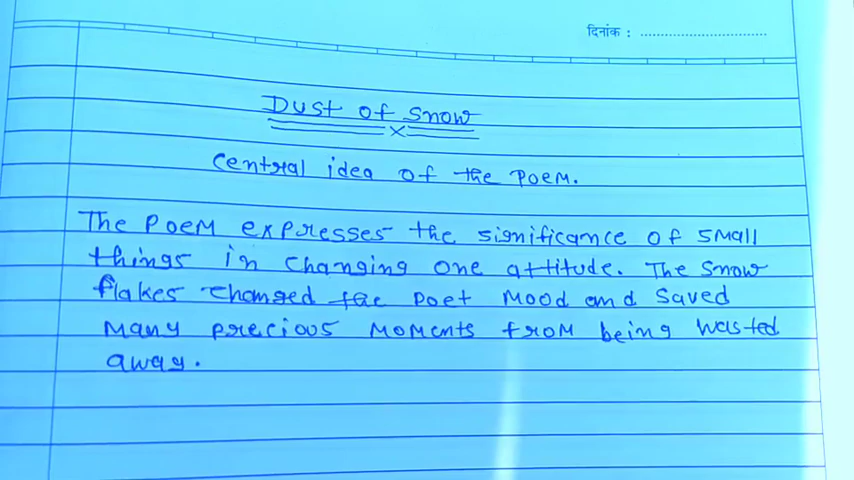 दिनांक : ................................
Dust of snow
x
Central idea of the Poem.
The Poem expresses the significance of small
things in changing one attitude. The snow
flakes changed the Poet Mood and saved
Many precious Moments from being wasted
away.